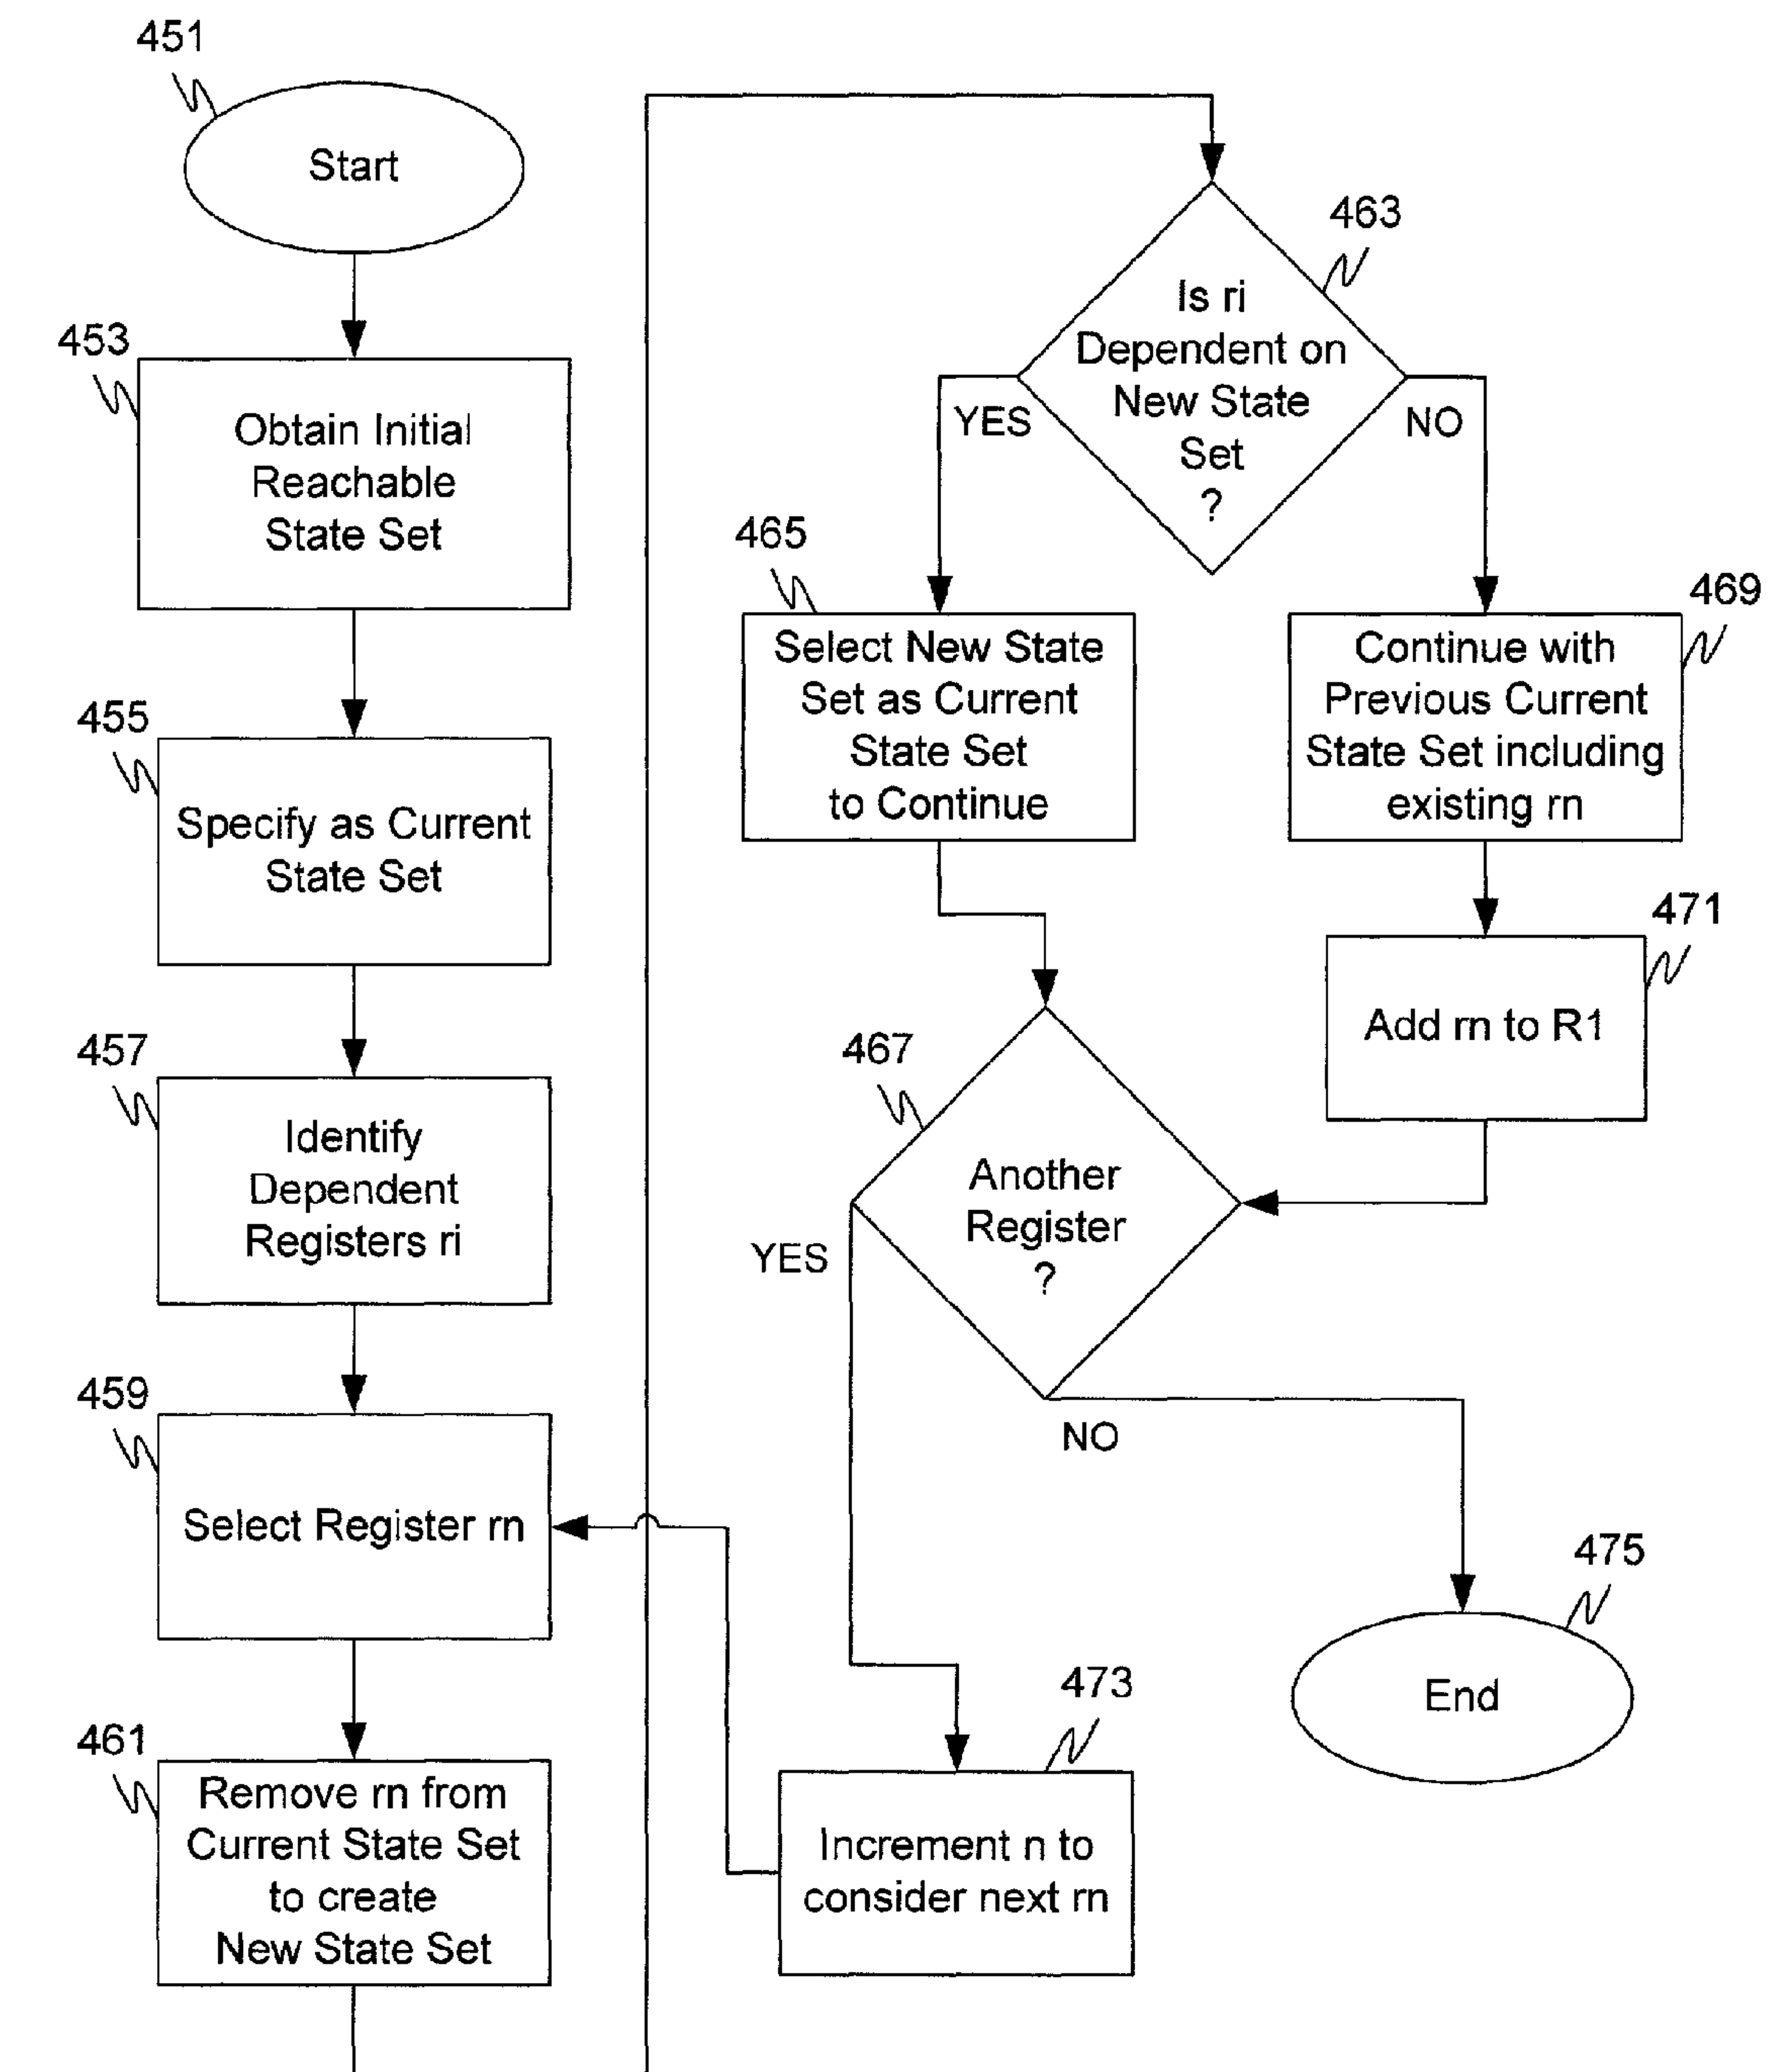 451
Start
453
Obtain Initial
Reachable
State Set
455
Specify as Current
State Set
457
Identify
Dependent
Registers ri
459
Select Register rn
461
Remove rn from
Current State Set
to create
New State Set
463
Is ri
Dependent on
New State
Set
?
YES
NO
465
Select New State
Set as Current
State Set
to Continue
469
Continue with
Previous Current
State Set including
existing rn
471
Add rn to R1
467
Another
Register
?
YES
NO
473
Increment n to
consider next rn
475
End